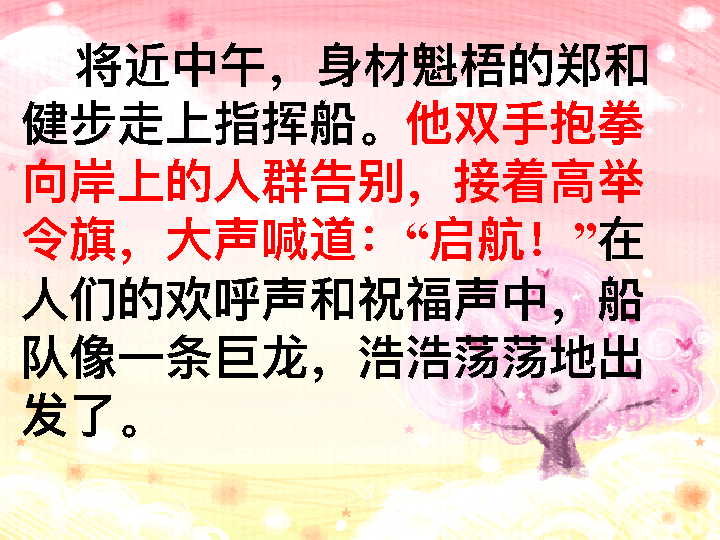 将近中午，身材魁梧的郑和
健步走上指挥船。他双手抱拳
向岸上的人群告别，接着高举
令旗，大声喊道：“启航！”在
人们的欢呼声和祝福声中，船
队像一条巨龙，浩浩荡荡地出
发了。